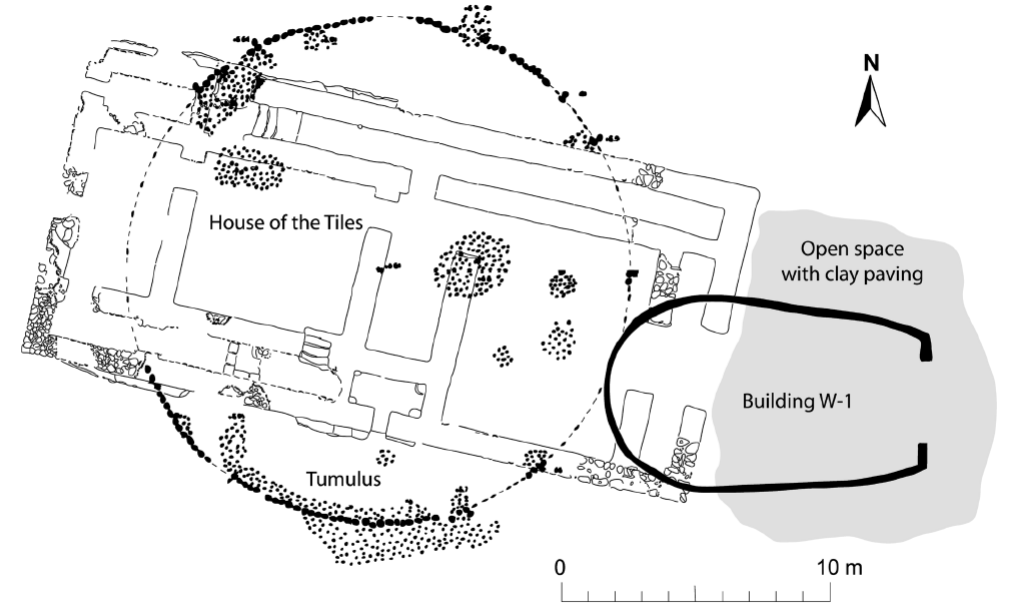 N
House of the Tiles
Open space
with clay paving
Building W-1
Tumulus
0 10 m